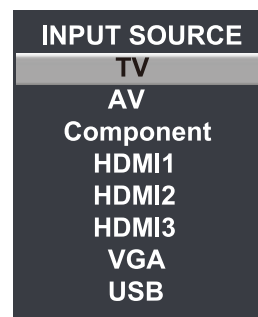 INPUT SOURCE
TV
AV
Component
HDMI1
HDMI2
HDMI3
VGA
USB